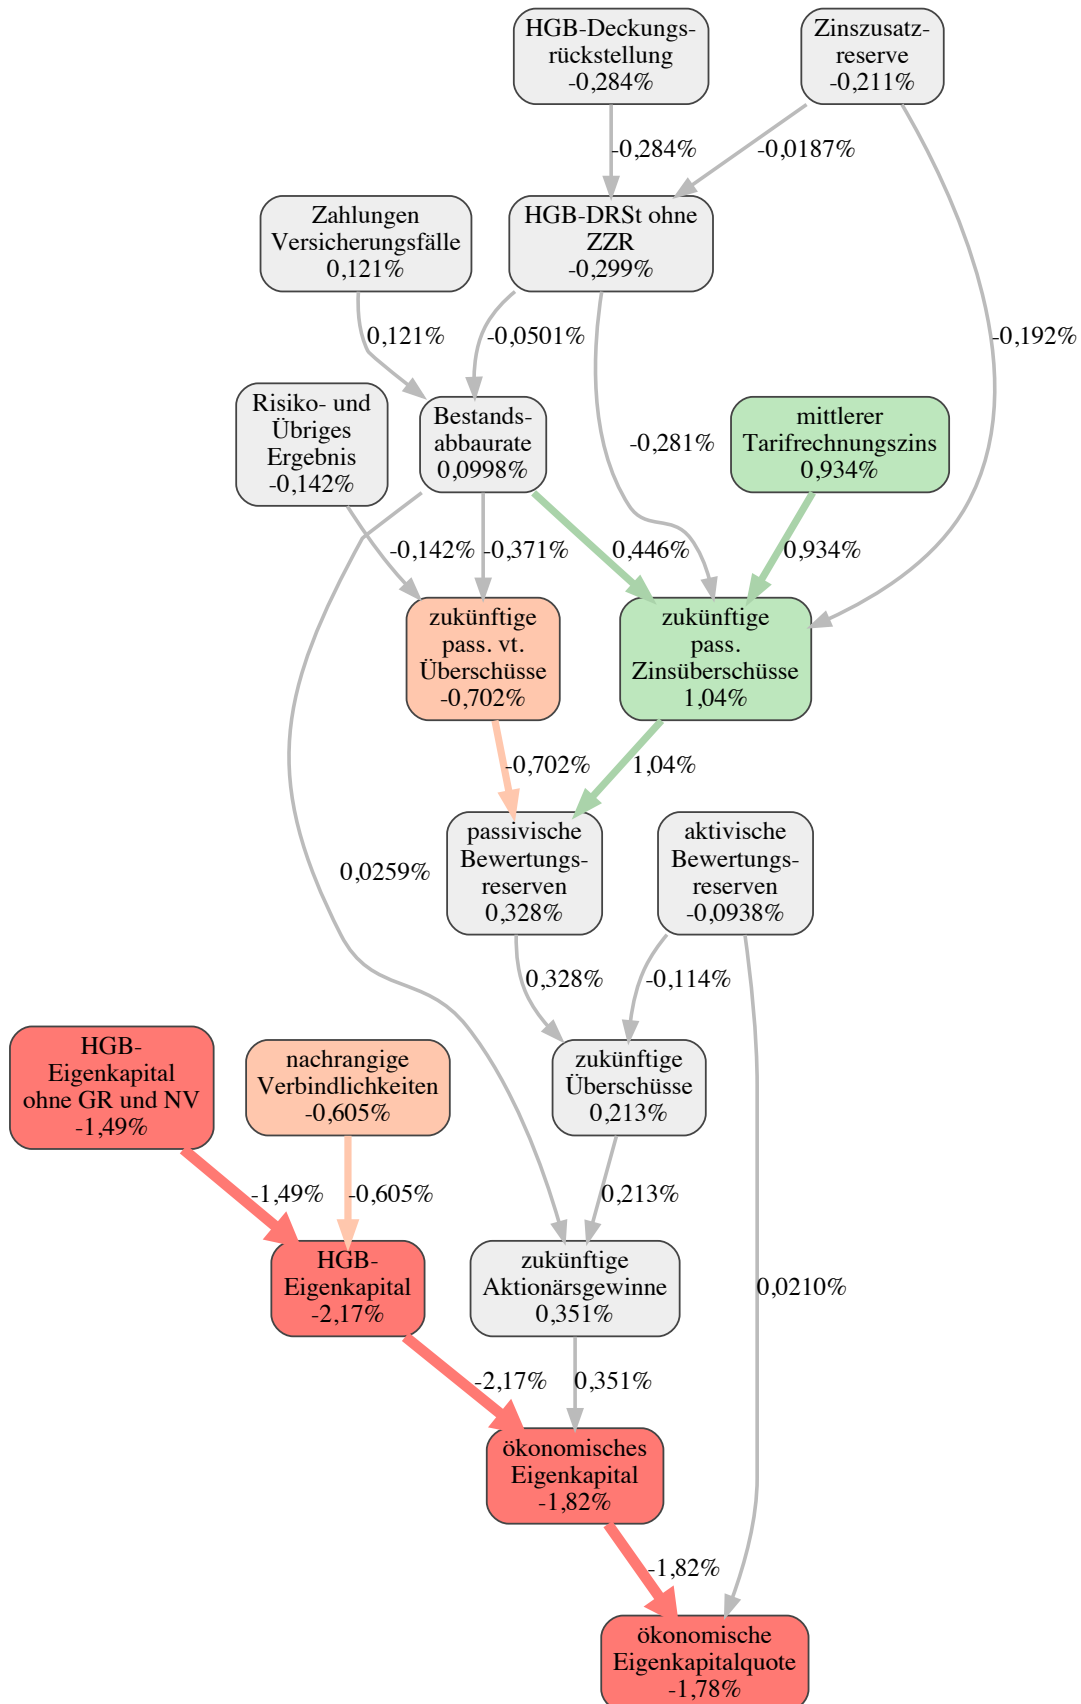 HGB-Deckungs-
rückstellung
-0,284%
Zinszusatz-
reserve
-0,211%
-0,284%
-0,0187%
Zahlungen
Versicherungsfälle
0,121%
HGB-DRSt ohne
ZZR
-0,299%
0,121%
-0,0501%
-0,192%
Risiko- und
Übriges
Ergebnis
-0,142%
Bestands-
abbaurate
0,0998%
-0,281%
mittlerer
Tarifrechnungszins
0,934%
-0,142%
-0,371%
0,446%
0,934%
zukünftige
pass. vt.
Überschüsse
-0,702%
zukünftige
pass.
Zinsüberschüsse
1,04%
-0,702%
1,04%
0,0259%
passivische
Bewertungs-
reserven
0,328%
aktivische
Bewertungs-
reserven
-0,0938%
0,328%
-0,114%
HGB-
Eigenkapital
ohne GR und NV
-1,49%
nachrangige
Verbindlichkeiten
-0,605%
zukünftige
Überschüsse
0,213%
-1,49%
-0,605%
0,213%
HGB-
Eigenkapital
-2,17%
zukünftige
Aktionärsgewinne
0,351%
0,0210%
-2,17%
0,351%
ökonomisches
Eigenkapital
-1,82%
-1,82%
ökonomische
Eigenkapitalquote
-1,78%